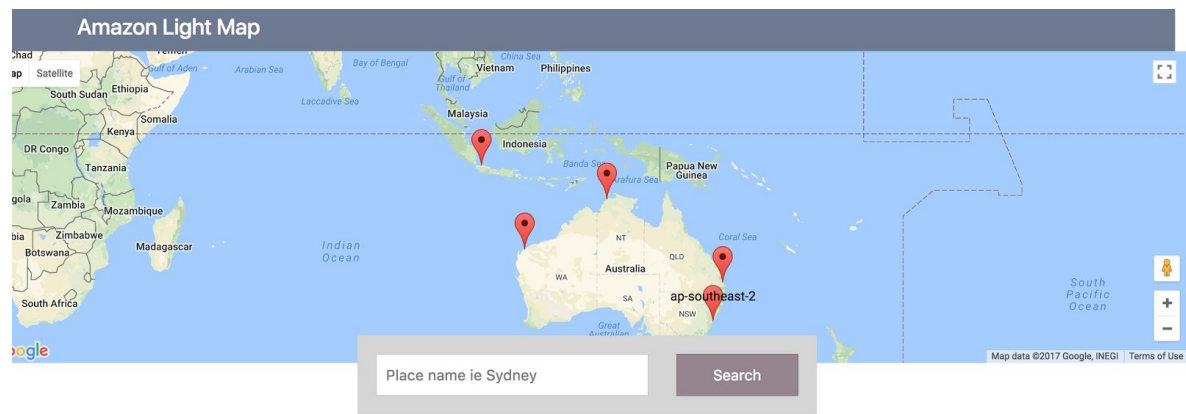 Amazon Light Map
Chad
Yemen
China Sea
ap Satellite
Gulf of Aden
Arabian Sea
Bay of Bengal
Vietnam
Philippines
South Sudan
Ethiopia
Gulf of
Thailand
Laccadive Sea
Somalia
Malaysia
Kenya
DR Congo
Indonesia
Tanzania
Banda Sea
Papua New
Guinea
Arafura Sea
gola
Zambia
Mozambique
bia
Zimbabwe
Botswana
Madagascar
Indian
Ocean
NT
Coral Sea
QLD
Australia
WA
South
Pacific
Ocean
ap-southeast-2
SA
NSW
South Africa
Great
Australian
oogle
Map data ©2017 Google, INEGI Terms of Use
Place name ie Sydney
Search